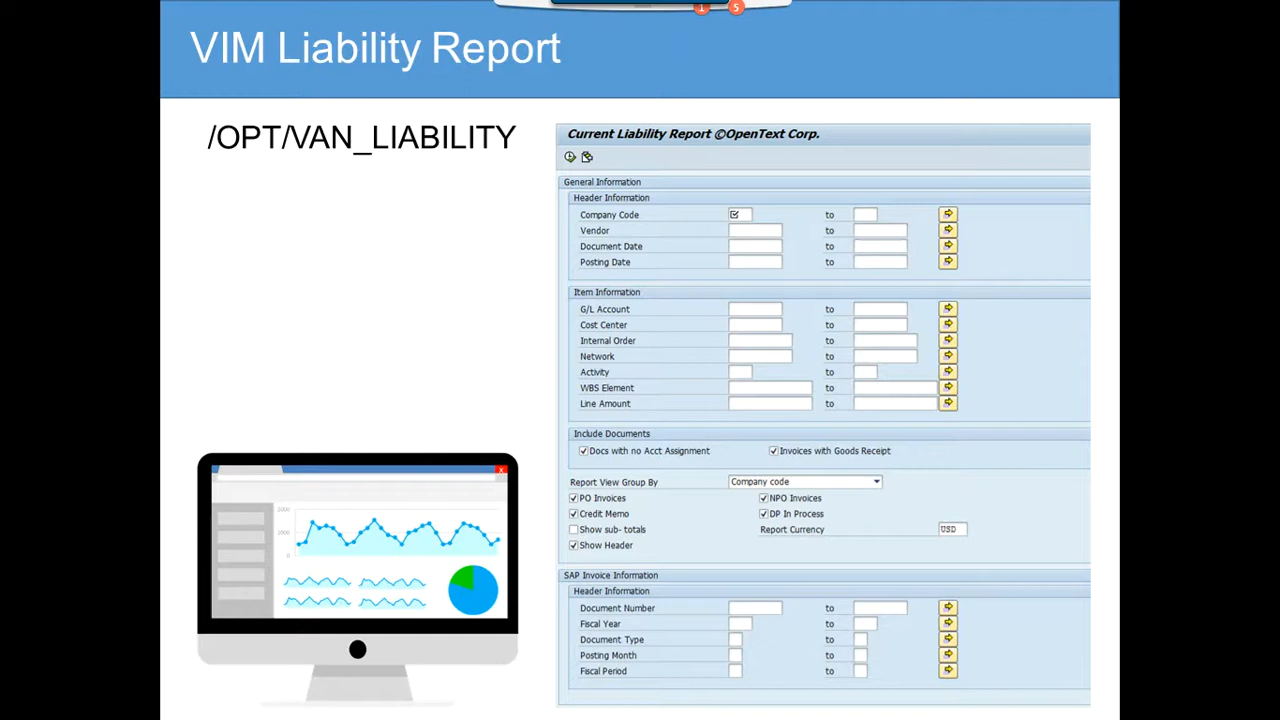 1 5
VIM Liability Report
/OPT/VAN_LIABILITY
Current Liability Report ©OpenText Corp.
General Information
Header Information
Company Code to
Vendor to
Document Date to
Posting Date to
Item Information
G/L Account to
Cost Center to
Internal Order to
Network to
Activity to
WBS Element to
Line Amount to
Include Documents
Docs with no Acct Assignment Invoices with Goods Receipt
Report View Group By Company code
PO Invoices NPO Invoices
Credit Memo DP In Process
Show sub- totals Report Currency USD
Show Header
SAP Invoice Information
Header Information
Document Number to
Fiscal Year to
Document Type to
Posting Month to
Fiscal Period to
x
0